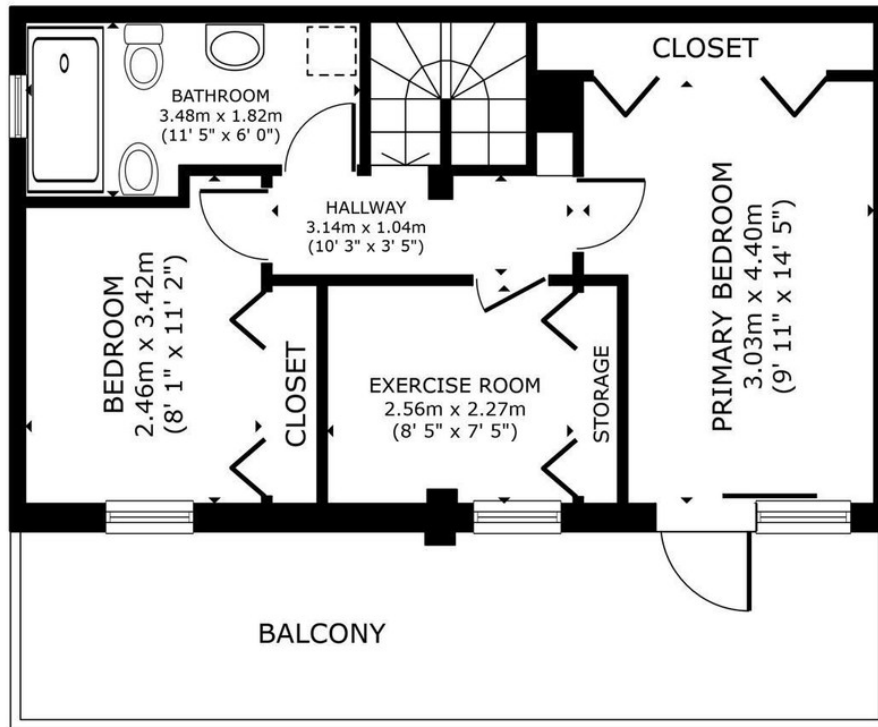 BATHROOM
3.48m x 1.82m
(11' 5" x 6' 0")
CLOSET
HALLWAY
3.14m x 1.04m
(10' 3" x 3' 5")
PRIMARY BEDROOM
3.03m x 4.40m
(9' 11" x 14' 5")
BEDROOM
2.46m x 3.42m
(8' 1" x 11' 2")
CLOSET
EXERCISE ROOM
2.56m x 2.27m
(8' 5" x 7' 5")
STORAGE
BALCONY